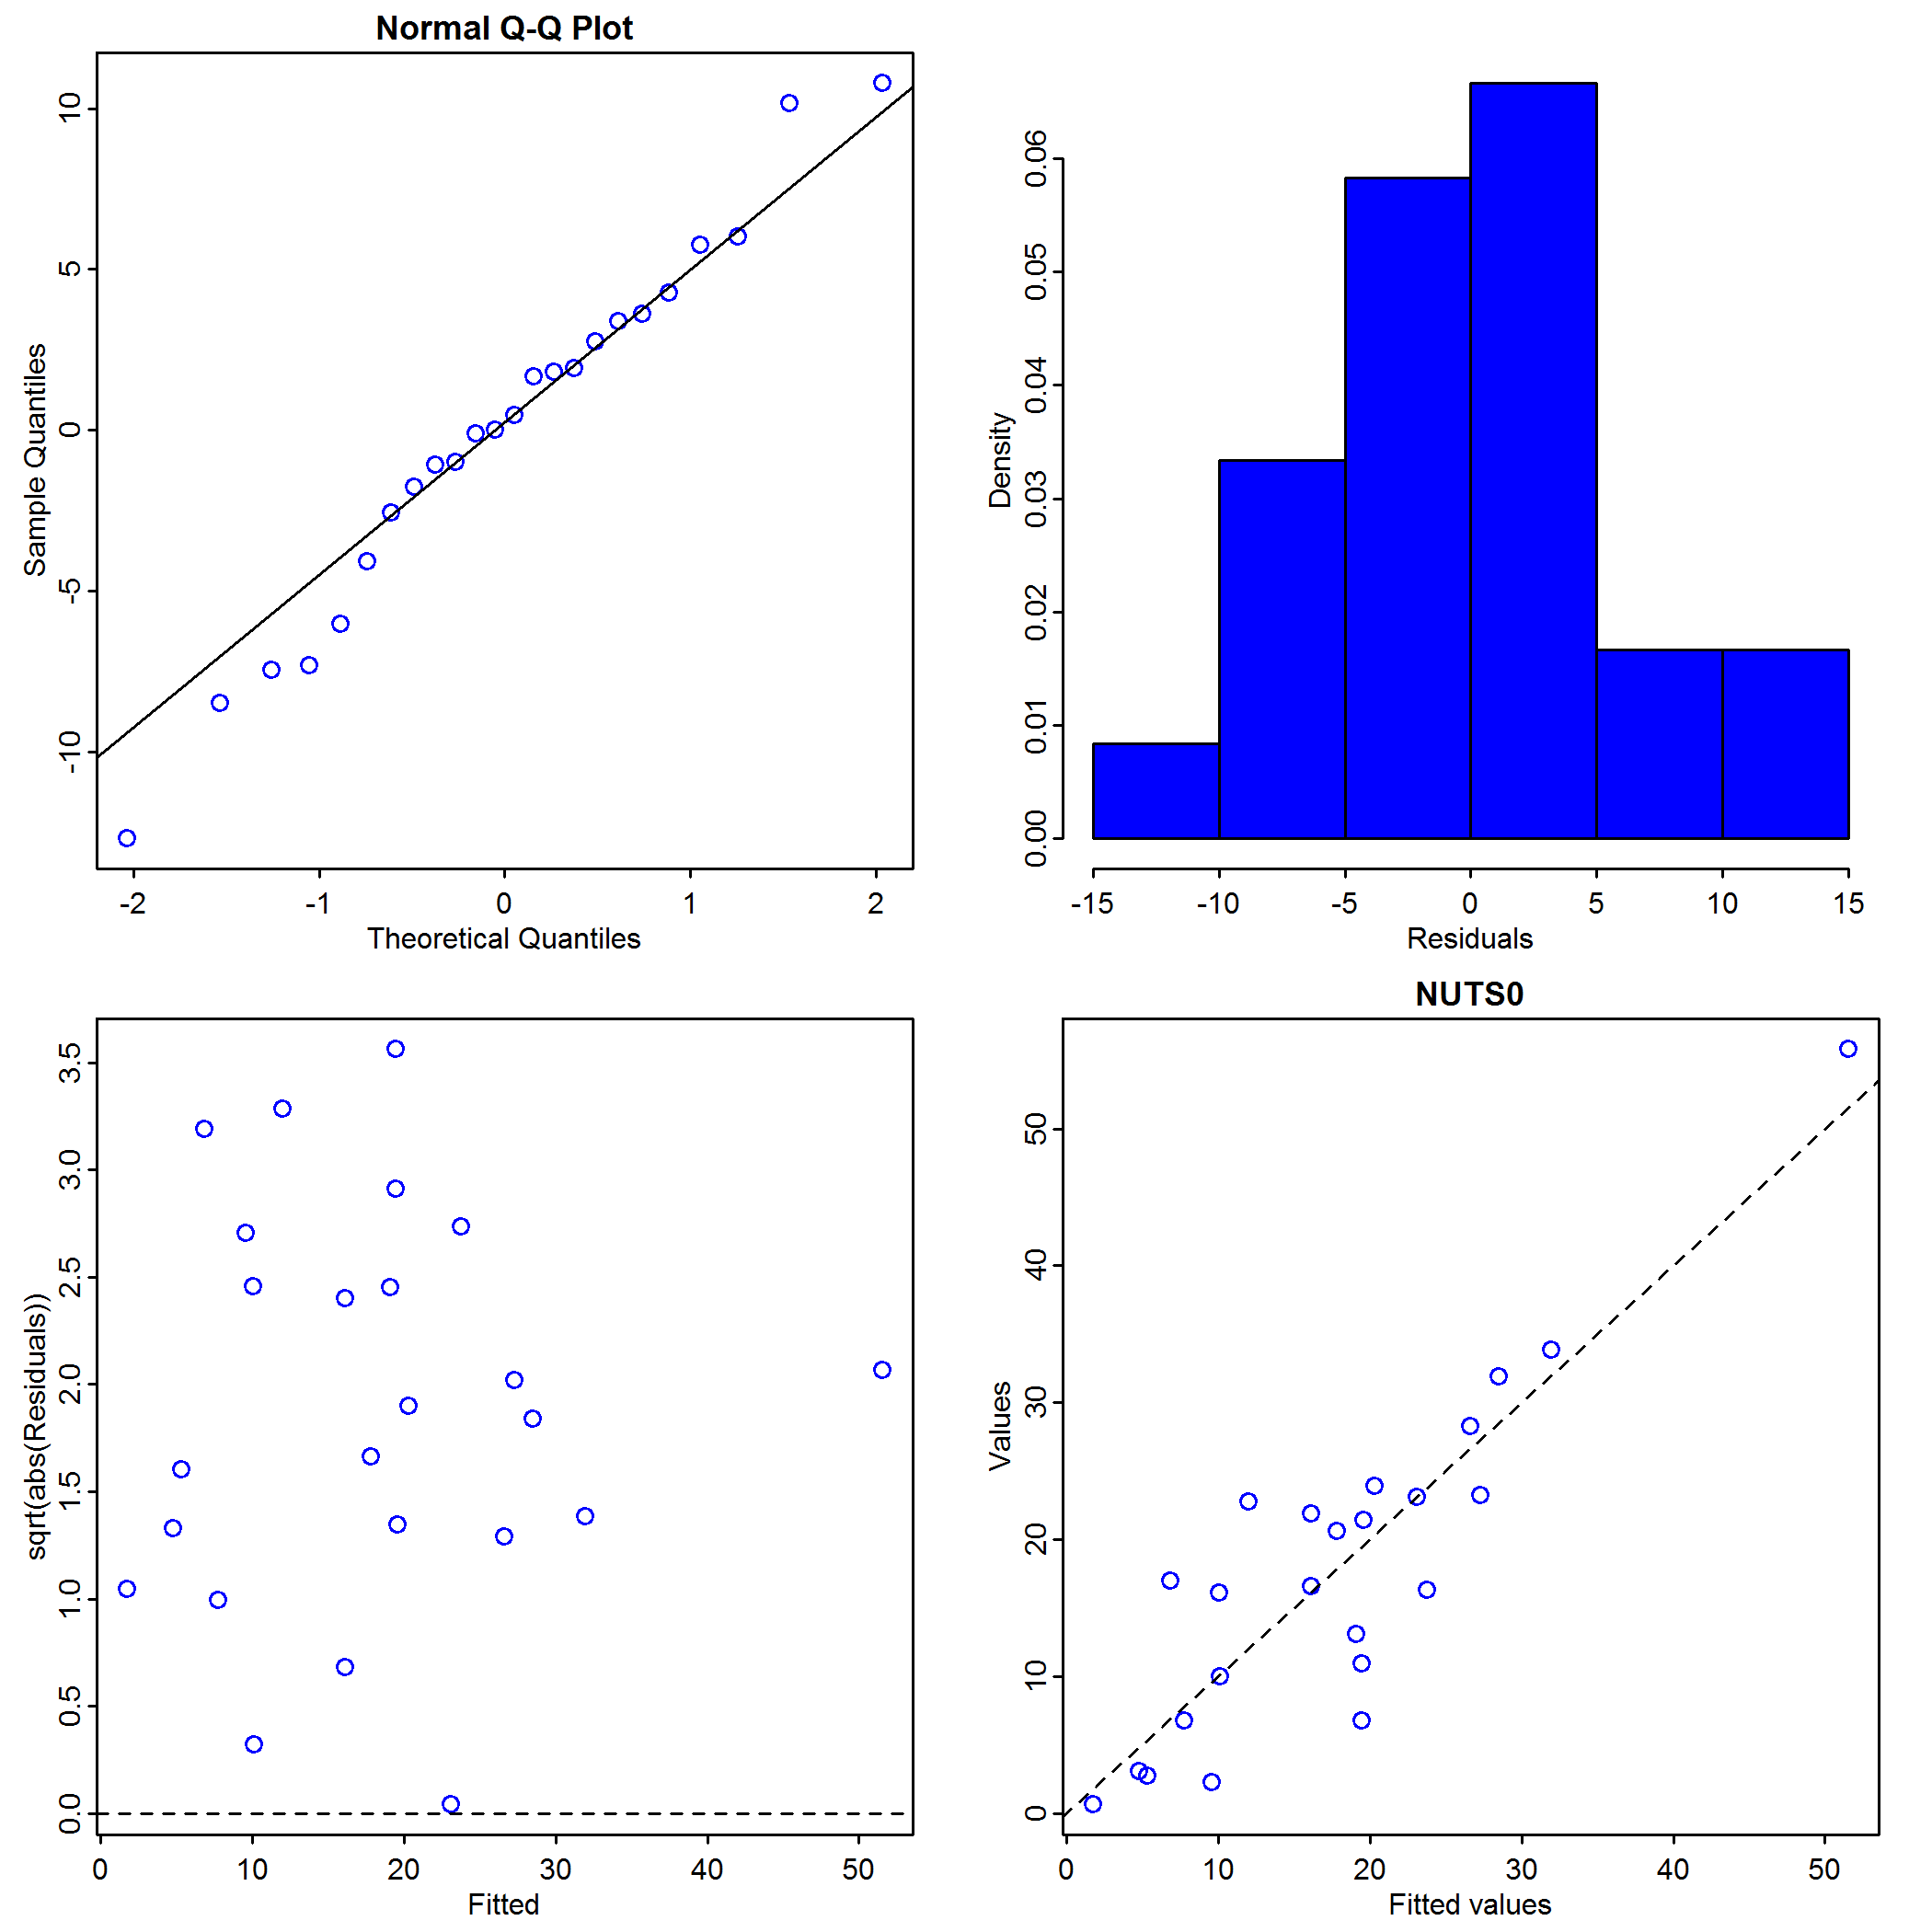 Normal Q-Q Plot
Sample Quantiles
10
5
0
-5
-10
-2 -1 0 1 2
Theoretical Quantiles
Density
0.06
0.05
0.04
0.03
0.02
0.01
0.00
-15 -10 -5 0 5 10 15
Residuals
sqrt(abs(Residuals))
3.5
3.0
2.5
2.0
1.5
1.0
0.5
0.0
0 10 20 30 40 50
Fitted
NUTS0
Values
50
40
30
20
10
0
0 10 20 30 40 50
Fitted values